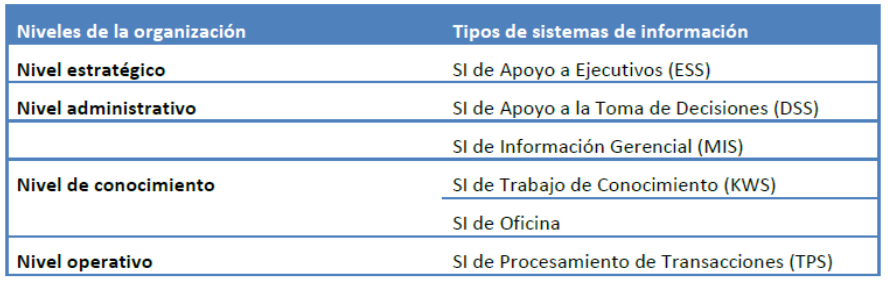 Niveles de la organización Tipos de sistemas de información
Nivel estratégico SI de Apoyo a Ejecutivos (ESS)
Nivel administrativo SI de Apoyo a la Toma de Decisiones (DSS)
SI de Información Gerencial (MIS)
Nivel de conocimiento SI de Trabajo de Conocimiento (KWS)
SI de Oficina
Nivel operativo SI de Procesamiento de Transacciones (TPS)